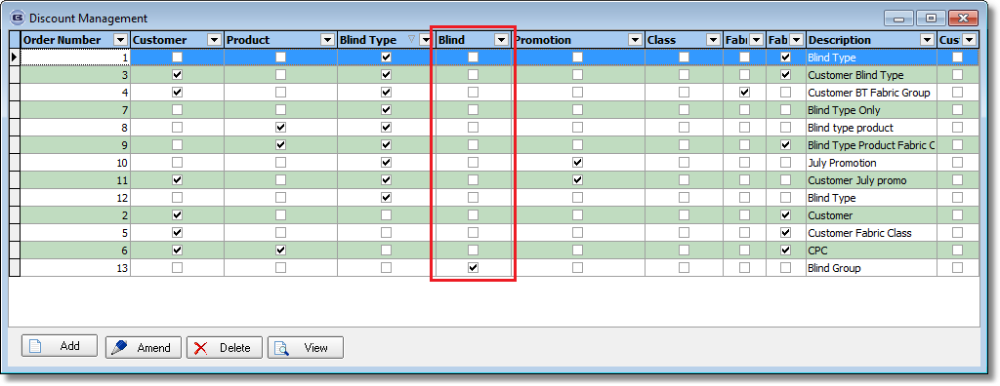 Discount Management
Order Number Customer Product Blind Type Blind Promotion Class Fab Fab Description Cus
1 Blind Type
3 Customer Blind Type
4 Customer BT Fabric Group
7 Blind Type Only
8 Blind type product
9 Blind Type Product Fabric C
10 July Promotion
11 Customer July promo
12 Blind Type
2 Customer
5 Customer Fabric Class
6 CPC
13 Blind Group
Add Amend Delete View